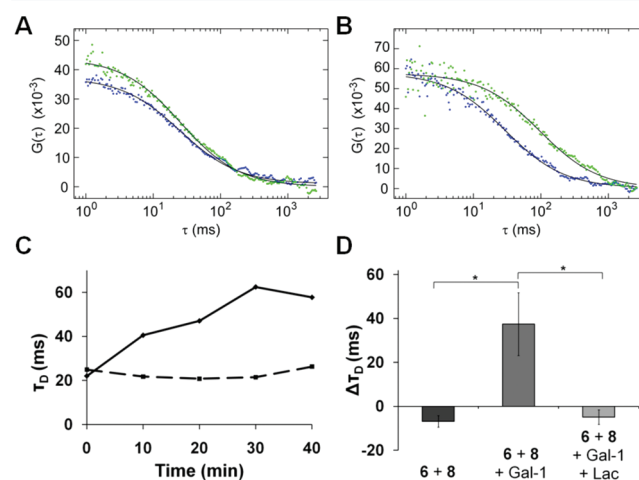 A
B
50
40
30
20
10
0
G(τ) (x10⁻³)
10⁰ 10¹ 10² 10³
τ (ms)
70
60
50
40
30
20
10
0
G(τ) (x10⁻³)
10⁰ 10¹ 10² 10³
τ (ms)
C
D
60
40
20
0
τD (ms)
0 10 20 30 40
Time (min)
60
40
20
0
-20
ΔτD (ms)
*
*
6 + 8
6 + 8
+ Gal-1
6 + 8
+ Gal-1
+ Lac